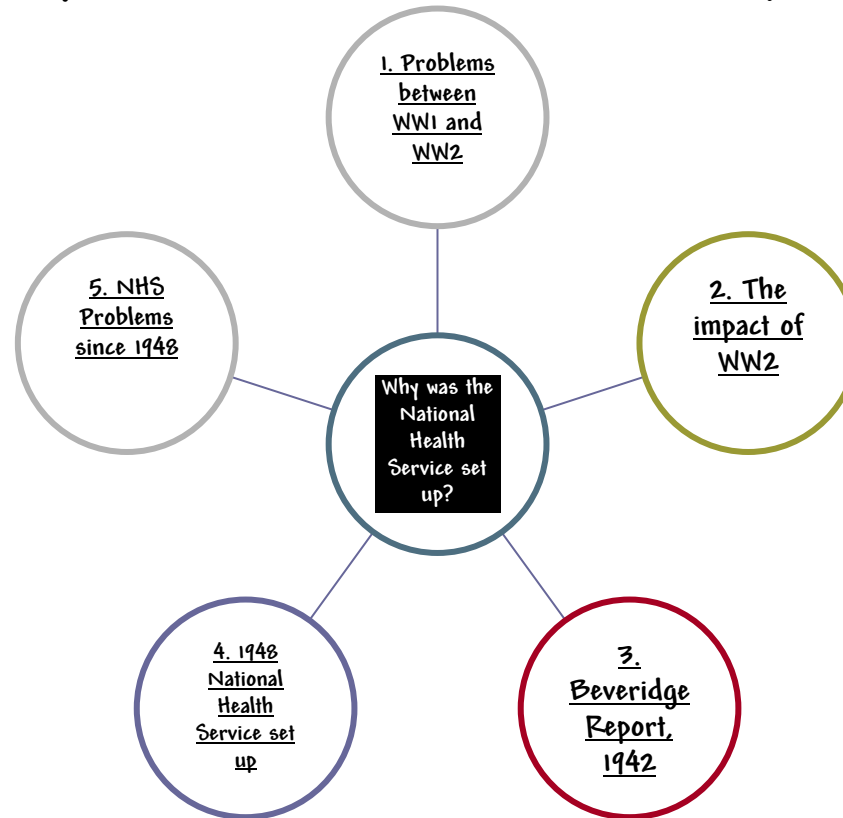 1. Problems
between
WW1 and
WW2
2. The
impact of
WW2
5. NHS
Problems
since 1948
Why was the
National
Health
Service set
up?
4. 1948
National
Health
Service set
up
3.
Beveridge
Report,
1942